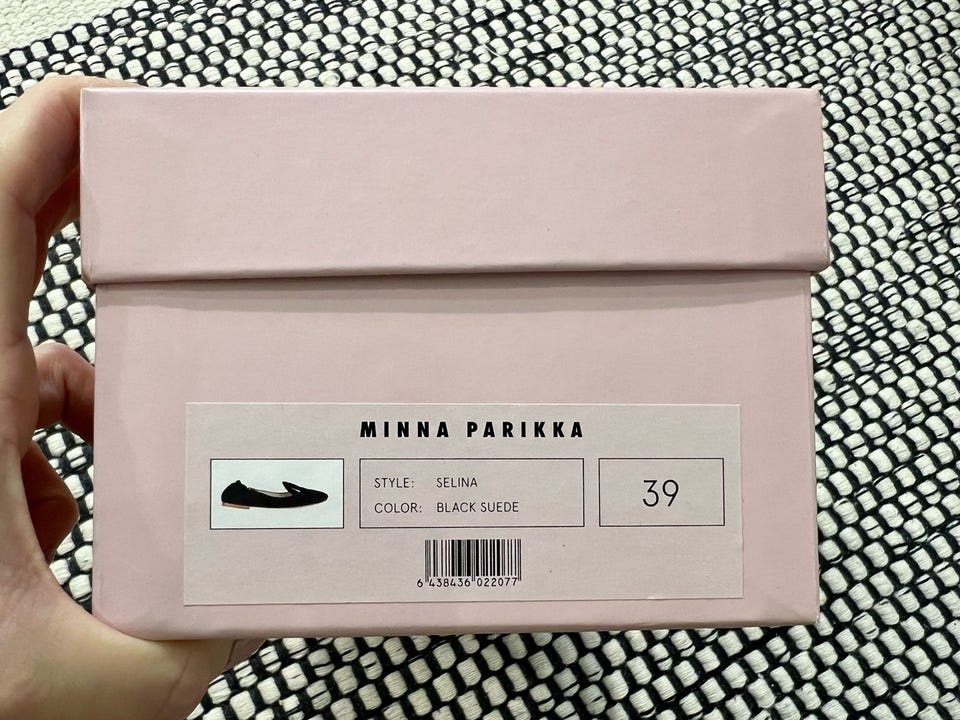 MINNA PARIKKA
STYLE: SELINA
COLOR: BLACK SUEDE
39
6 438436 022077